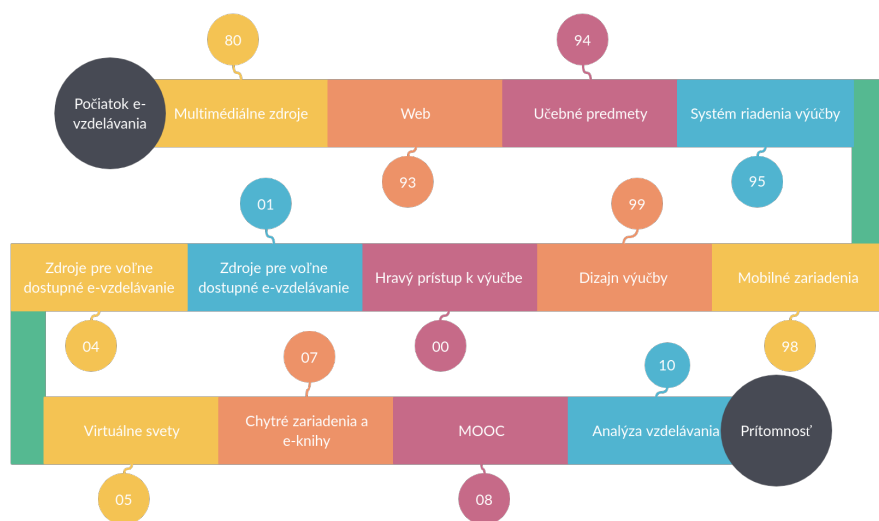 80
94
Počiatok e-
vzdelávania
Multimédiálne zdroje
Web
Učebné predmety
Systém riadenia výúčby
93
95
01
99
Zdroje pre voľne
dostupné e-vzdelávanie
Zdroje pre voľne
dostupné e-vzdelávanie
Hravý prístup k výučbe
Dizajn výučby
Mobilné zariadenia
04
00
98
07
10
Virtuálne svety
Chytré zariadenia a
e-knihy
MOOC
Analýza vzdelávania
Prítomnosť
05
08